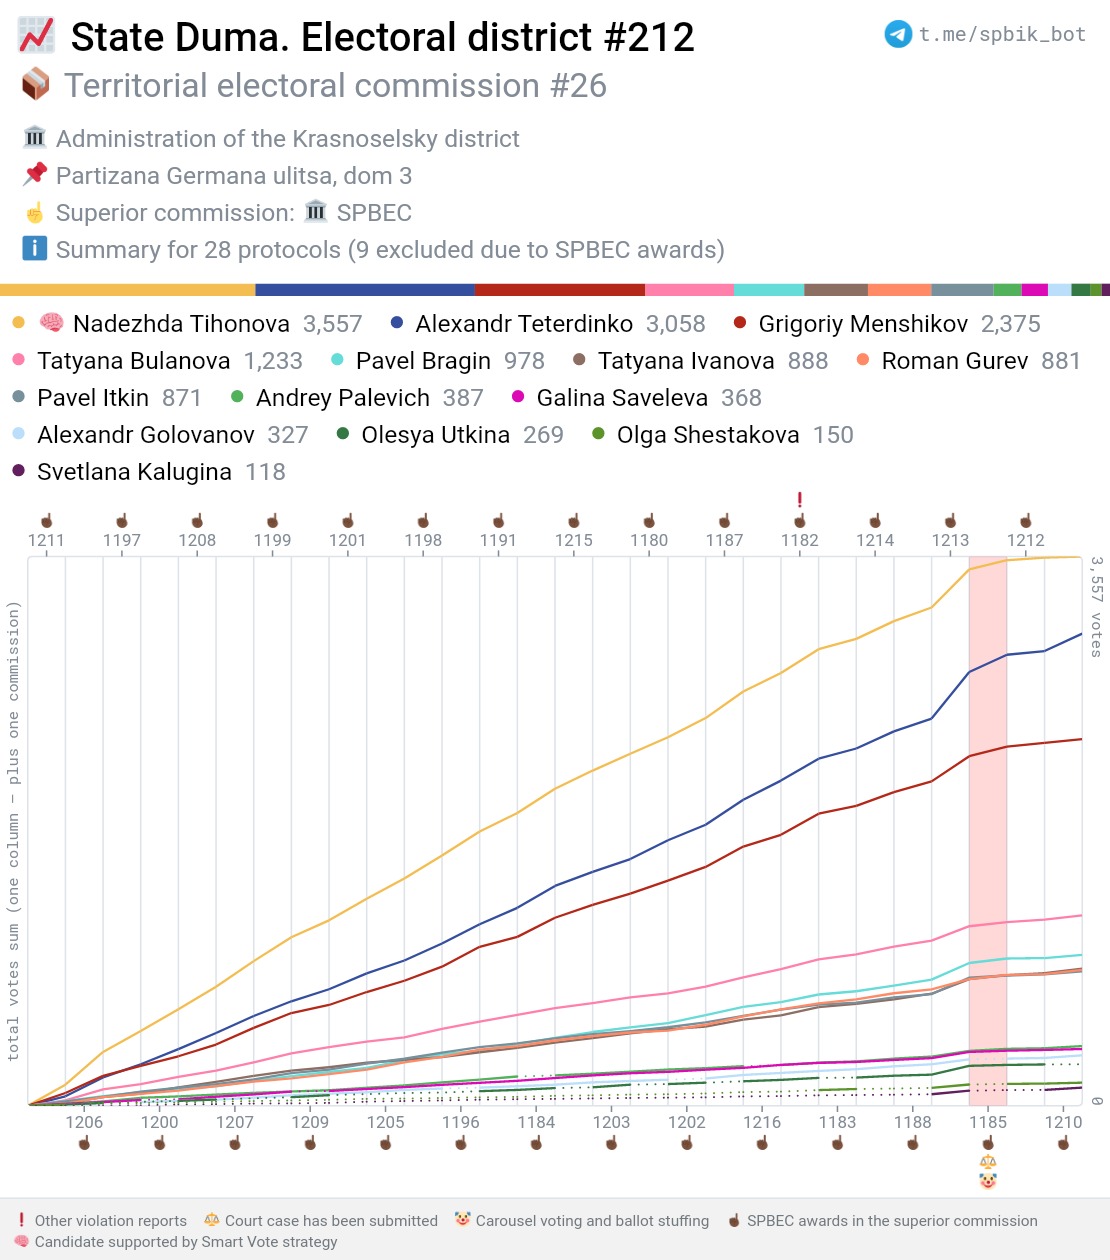 State Duma. Electoral district #212
t.me/spbik_bot
Territorial electoral commission #26
Administration of the Krasnoselsky district
Partizana Germana ulitsa, dom 3
Superior commission: SPBEC
Summary for 28 protocols (9 excluded due to SPBEC awards)
Nadezhda Tihonova 3,557 Alexandr Teterdinko 3,058 Grigoriy Menshikov 2,375
Tatyana Bulanova 1,233 Pavel Bragin 978 Tatyana Ivanova 888 Roman Gurev 881
Pavel Itkin 871 Andrey Palevich 387 Galina Saveleva 368
Alexandr Golovanov 327 Olesya Utkina 269 Olga Shestakova 150
Svetlana Kalugina 118
1211 1197 1208 1199 1201 1198 1191 1215 1180 1187 1182 1214 1213 1212
total votes sum (one column – plus one commission)
3,557 votes
0
1206 1200 1207 1209 1205 1196 1184 1203 1202 1216 1183 1188 1185 1210
Other violation reports Court case has been submitted Carousel voting and ballot stuffing SPBEC awards in the superior commission
Candidate supported by Smart Vote strategy